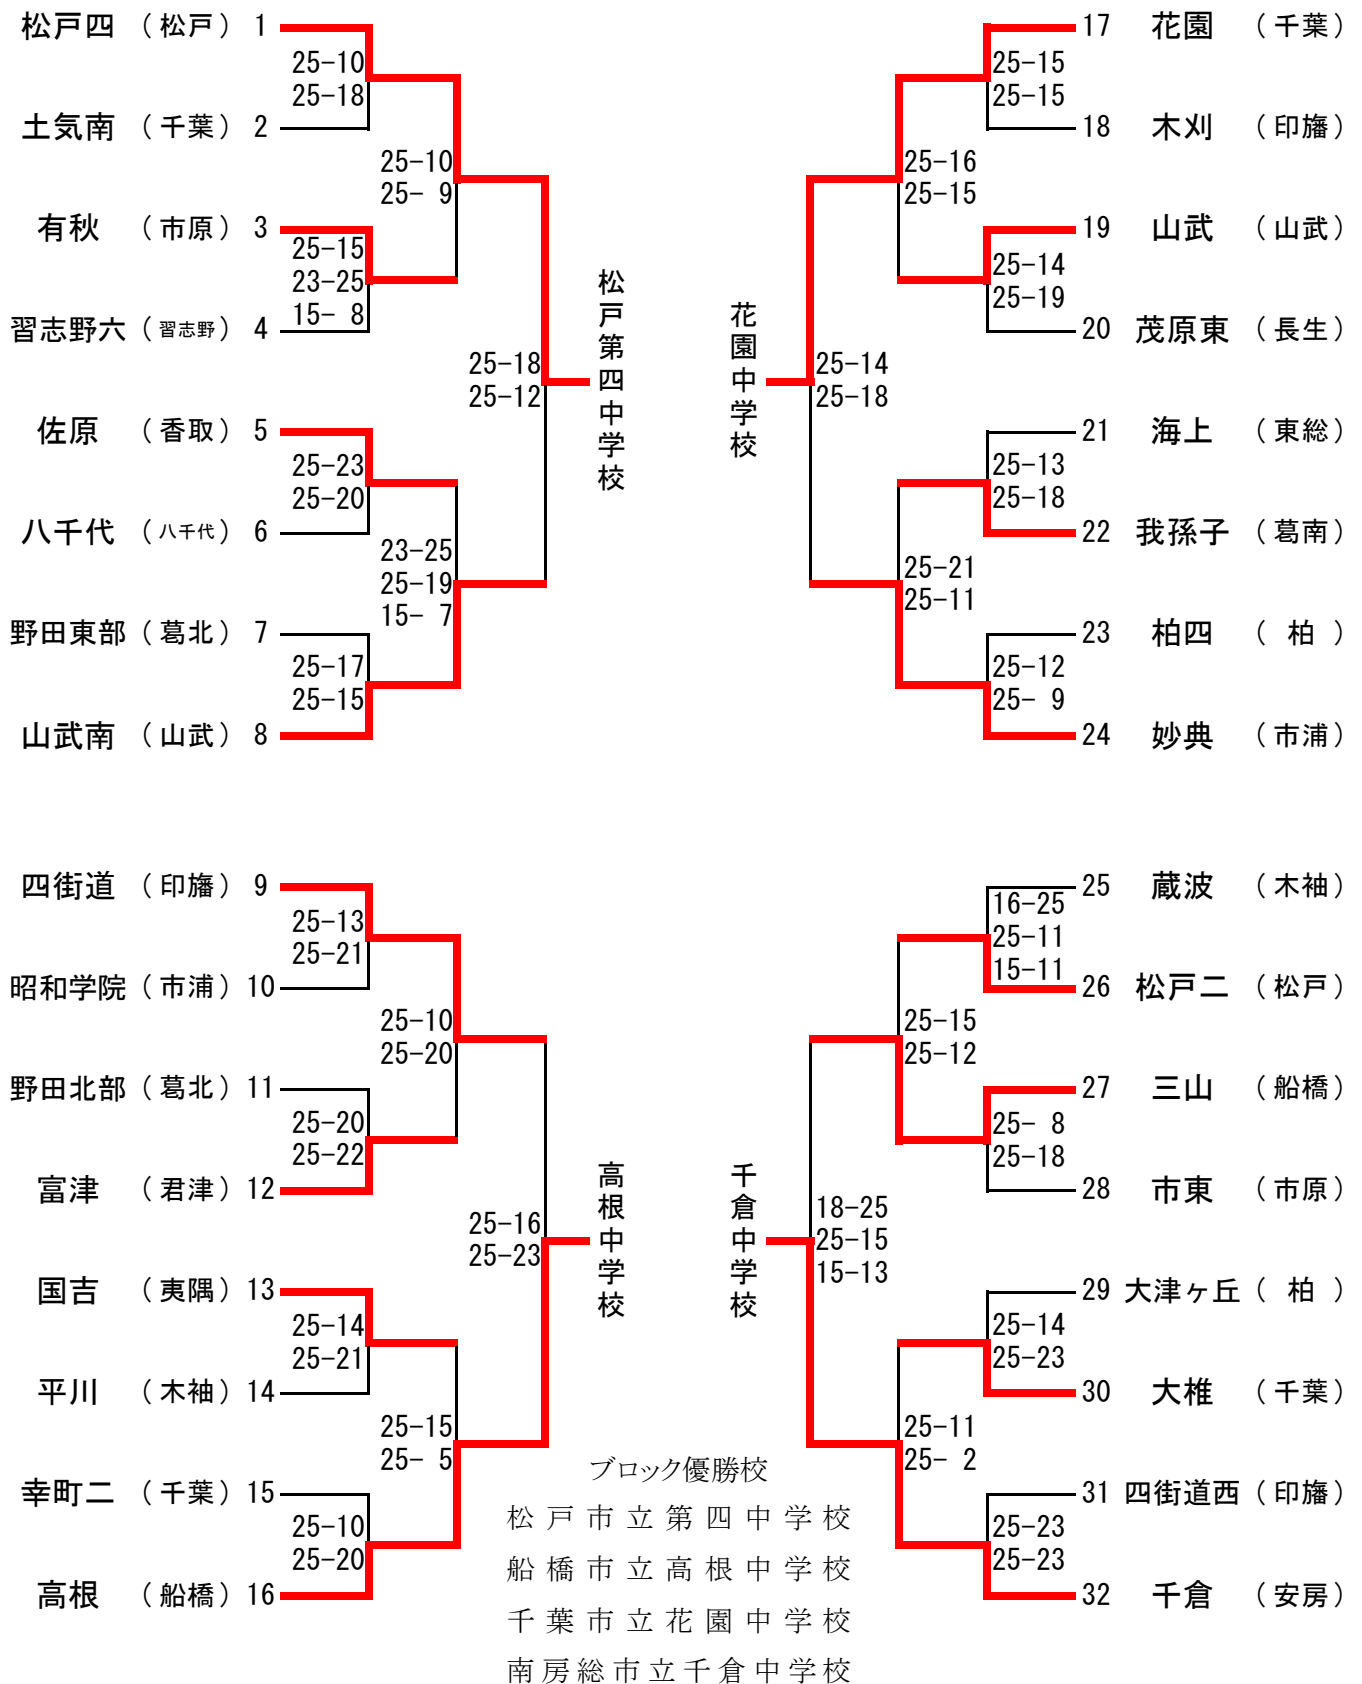 松戸四 (松戸) 1
25-10
25-18
土気南 (千葉) 2
25-10
25- 9
有秋 (市原) 3
25-15
23-25
15- 8
習志野六 (習志野) 4
25-18
25-12
松戸第四中学校
佐原 (香取) 5
25-23
25-20
八千代 (八千代) 6
23-25
25-19
15- 7
野田東部 (葛北) 7
25-17
25-15
山武南 (山武) 8
17 花園 (千葉)
25-15
25-15
18 木刈 (印旛)
25-16
25-15
19 山武 (山武)
25-14
25-19
20 茂原東 (長生)
花園中学校
25-14
25-18
21 海上 (東総)
25-13
25-18
22 我孫子 (葛南)
25-21
25-11
23 柏四 (柏)
25-12
25- 9
24 妙典 (市浦)
四街道 (印旛) 9
25-13
25-21
昭和学院 (市浦) 10
25-10
25-20
野田北部 (葛北) 11
25-20
25-22
富津 (君津) 12
25-16
25-23
高根中学校
国吉 (夷隅) 13
25-14
25-21
平川 (木袖) 14
25-15
25- 5
幸町二 (千葉) 15
25-10
25-20
高根 (船橋) 16
25 蔵波 (木袖)
16-25
25-11
15-11
26 松戸二 (松戸)
25-15
25-12
27 三山 (船橋)
25- 8
25-18
28 市東 (市原)
千倉中学校
18-25
25-15
15-13
29 大津ヶ丘 (柏)
25-14
25-23
30 大椎 (千葉)
25-11
25- 2
31 四街道西 (印旛)
25-23
25-23
32 千倉 (安房)
ブロック優勝校
松戸市立第四中学校
船橋市立高根中学校
千葉市立花園中学校
南房総市立千倉中学校